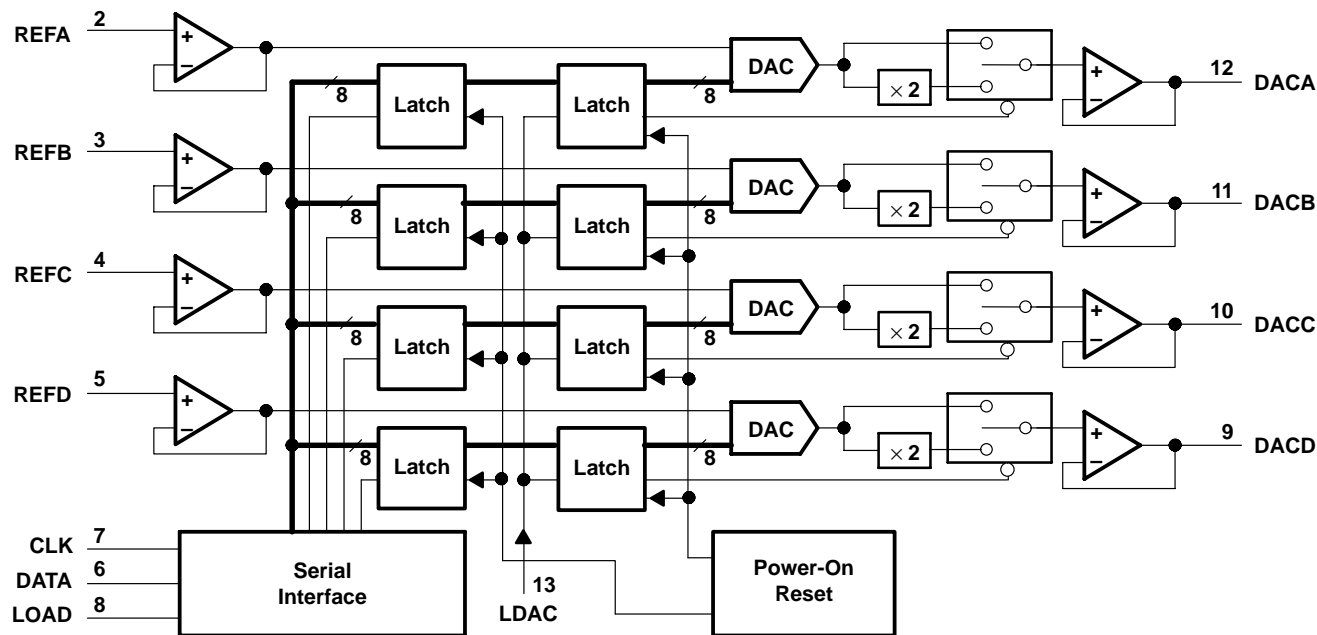 REFA 2 + − DAC × 2 + − 12 DACA
8 Latch Latch 8
REFB 3 + − DAC × 2 + − 11 DACB
8 Latch Latch 8
REFC 4 + − DAC × 2 + − 10 DACC
8 Latch Latch 8
REFD 5 + − DAC × 2 + − 9 DACD
8 Latch Latch 8
CLK 7
DATA 6
LOAD 8
Serial
Interface
13
LDAC
Power-On
Reset